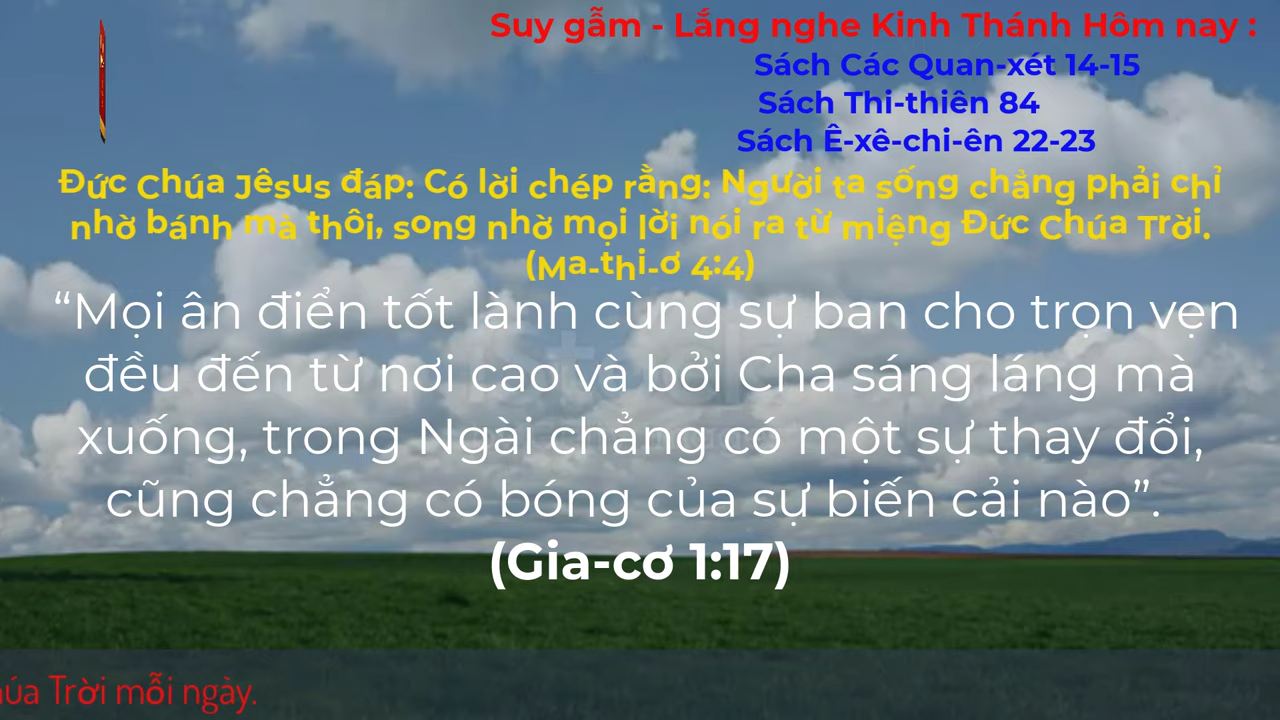 Suy gẫm - Lắng nghe Kinh Thánh Hôm nay :
Sách Các Quan-xét 14-15
Sách Thi-thiên 84
Sách Ê-xê-chi-ên 22-23
Đức Chúa Jêsus đáp: Có lời chép rằng: Người ta sống chẳng phải chỉ
nhờ bánh mà thôi, song nhờ mọi lời nói ra từ miệng Đức Chúa Trời.
(Ma-thi-ơ 4:4)
“Mọi ân điển tốt lành cùng sự ban cho trọn vẹn
đều đến từ nơi cao và bởi Cha sáng láng mà
xuống, trong Ngài chẳng có một sự thay đổi,
cũng chẳng có bóng của sự biến cải nào”.
(Gia-cơ 1:17)
Trời mỗi ngày.